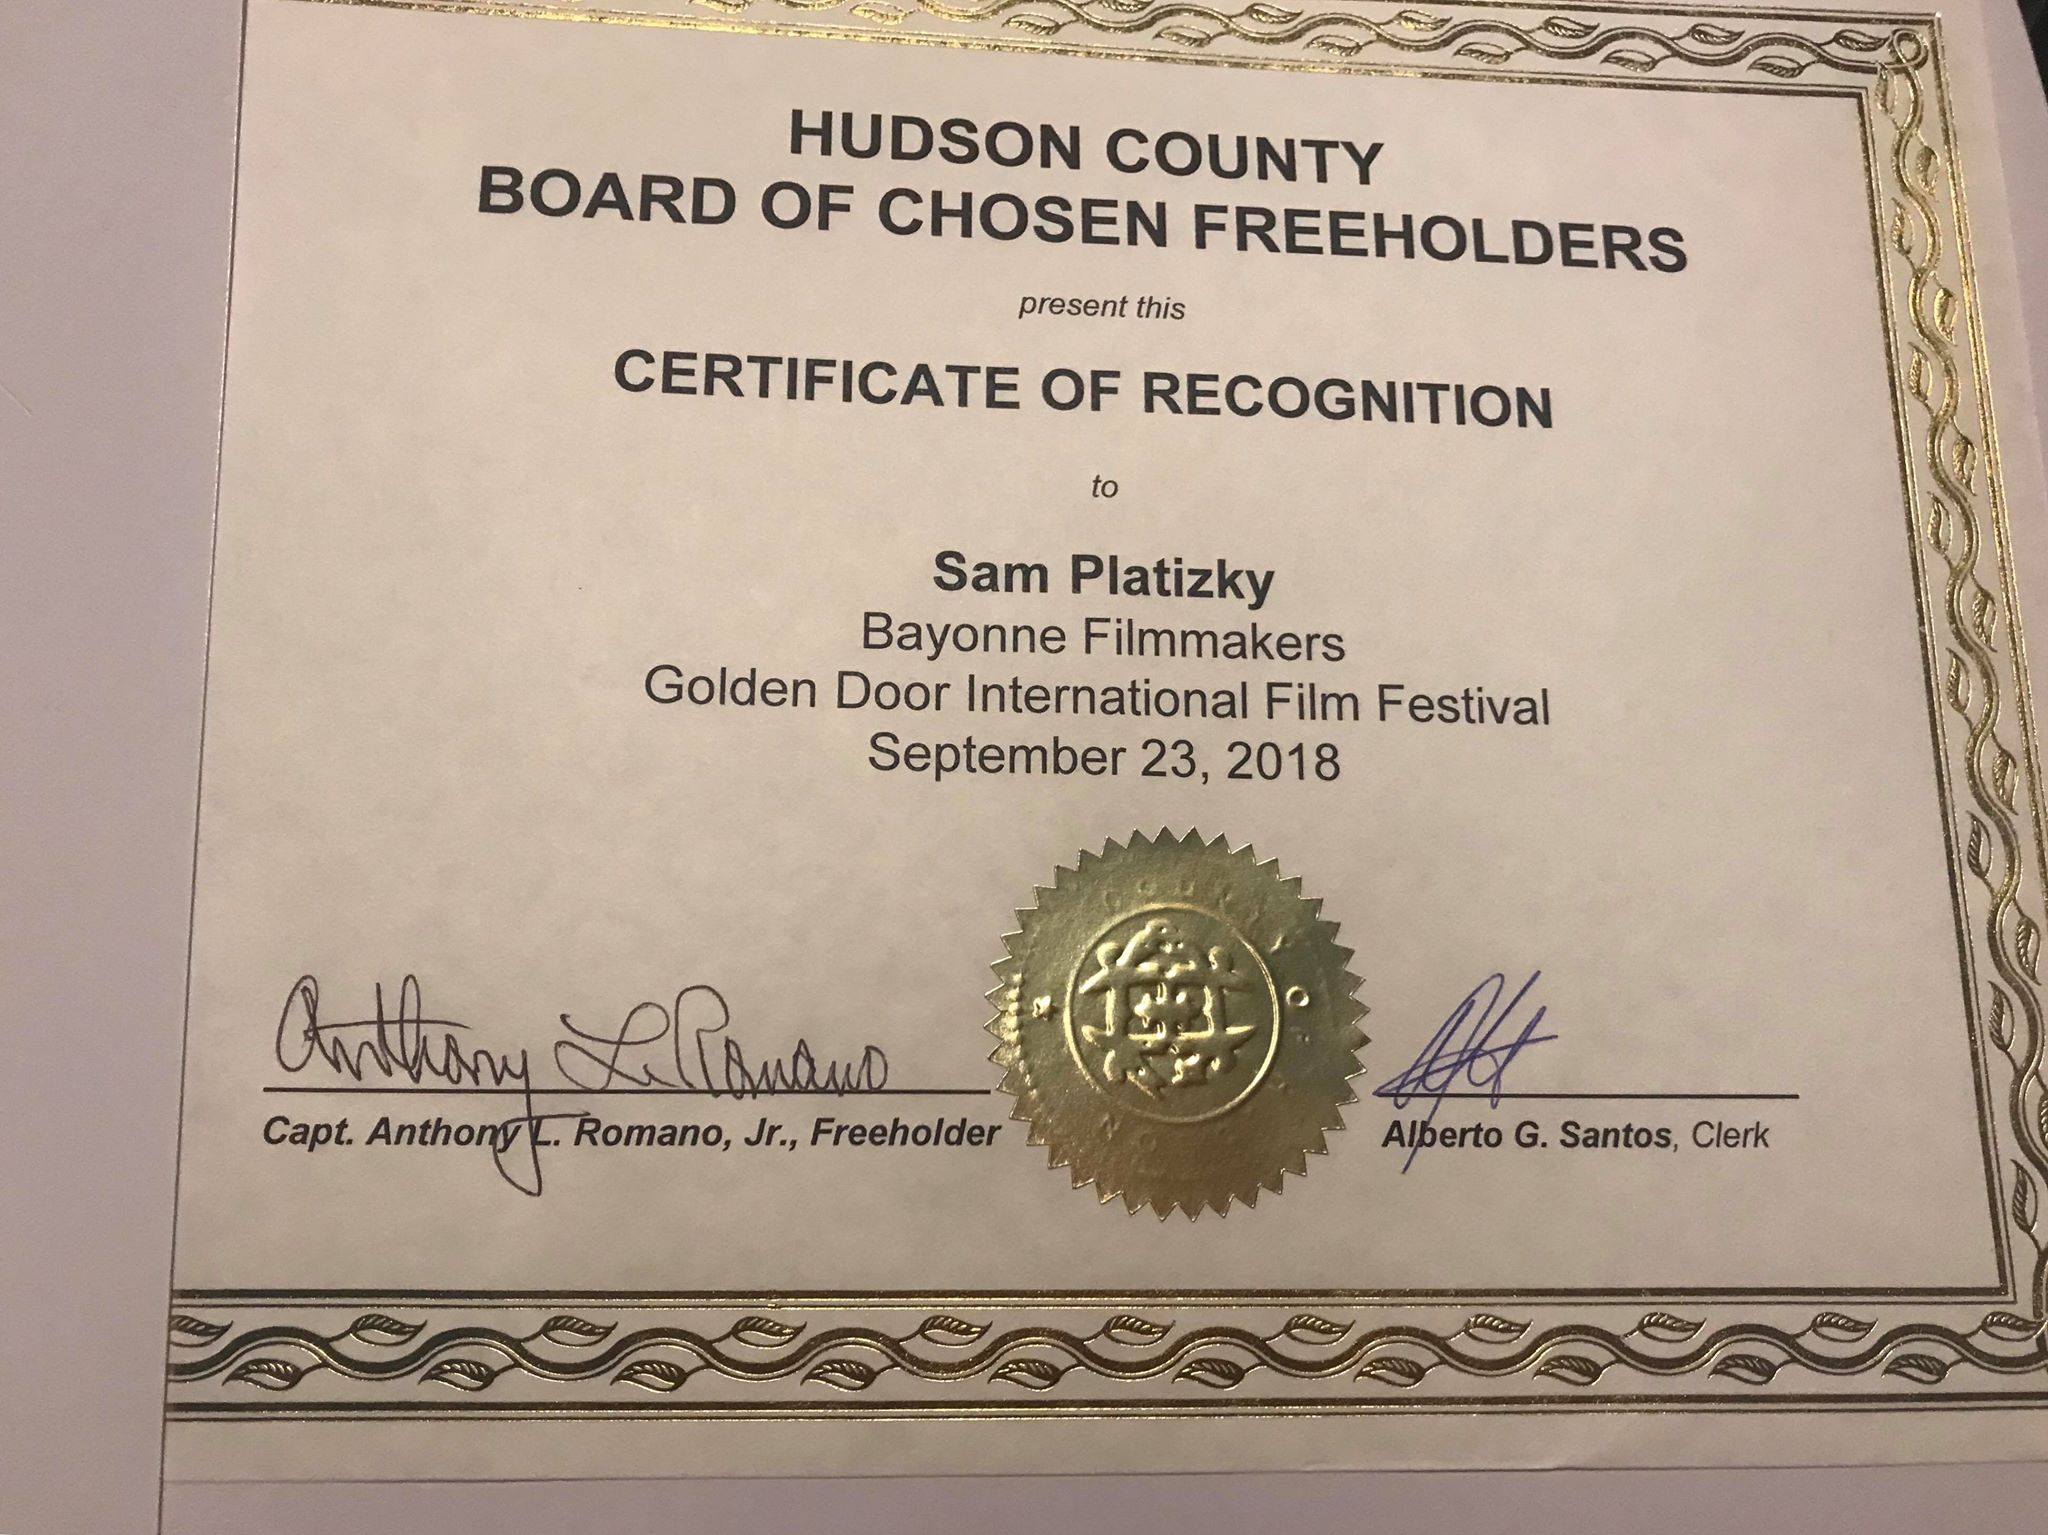 HUDSON COUNTY
BOARD OF CHOSEN FREEHOLDERS
present this
CERTIFICATE OF RECOGNITION
to
Sam Platizky
Bayonne Filmmakers
Golden Door International Film Festival
September 23, 2018
Anthony L. Romano
Capt. Anthony L. Romano, Jr., Freeholder
Alberto G. Santos, Clerk